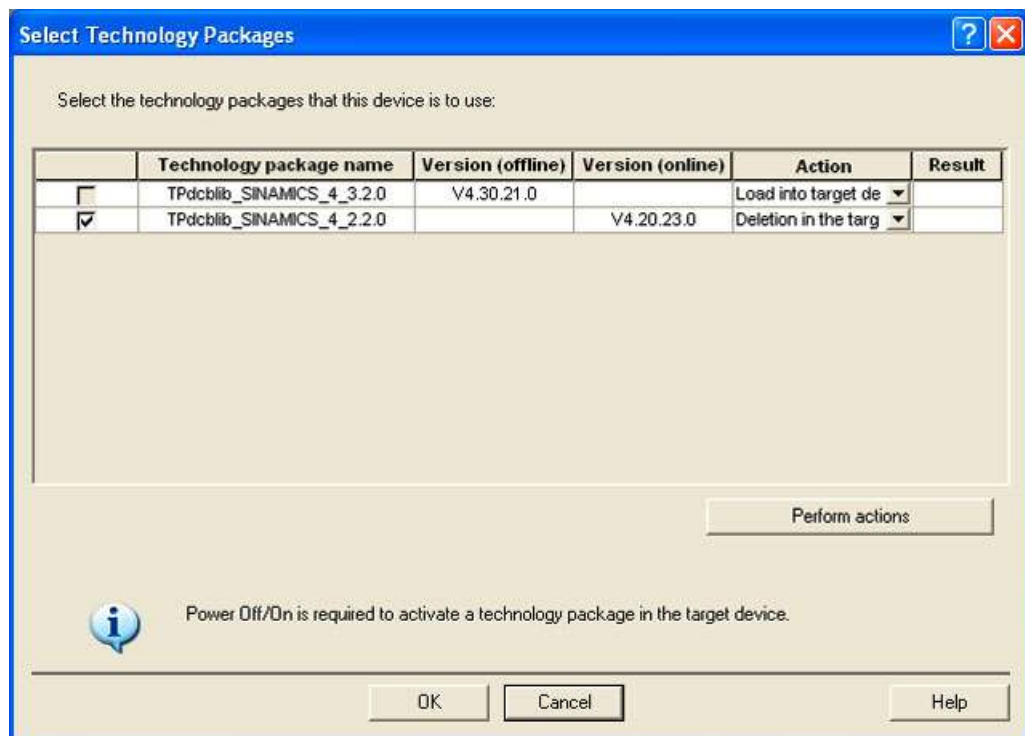 Select Technology Packages
Select the technology packages that this device is to use:
Technology package name Version (offline) Version (online) Action Result
TPdcblib_SINAMICS_4_3.2.0 V4.30.21.0 Load into target de
TPdcblib_SINAMICS_4_2.2.0 V4.20.23.0 Deletion in the targ
Perform actions
Power Off/On is required to activate a technology package in the target device.
OK Cancel Help